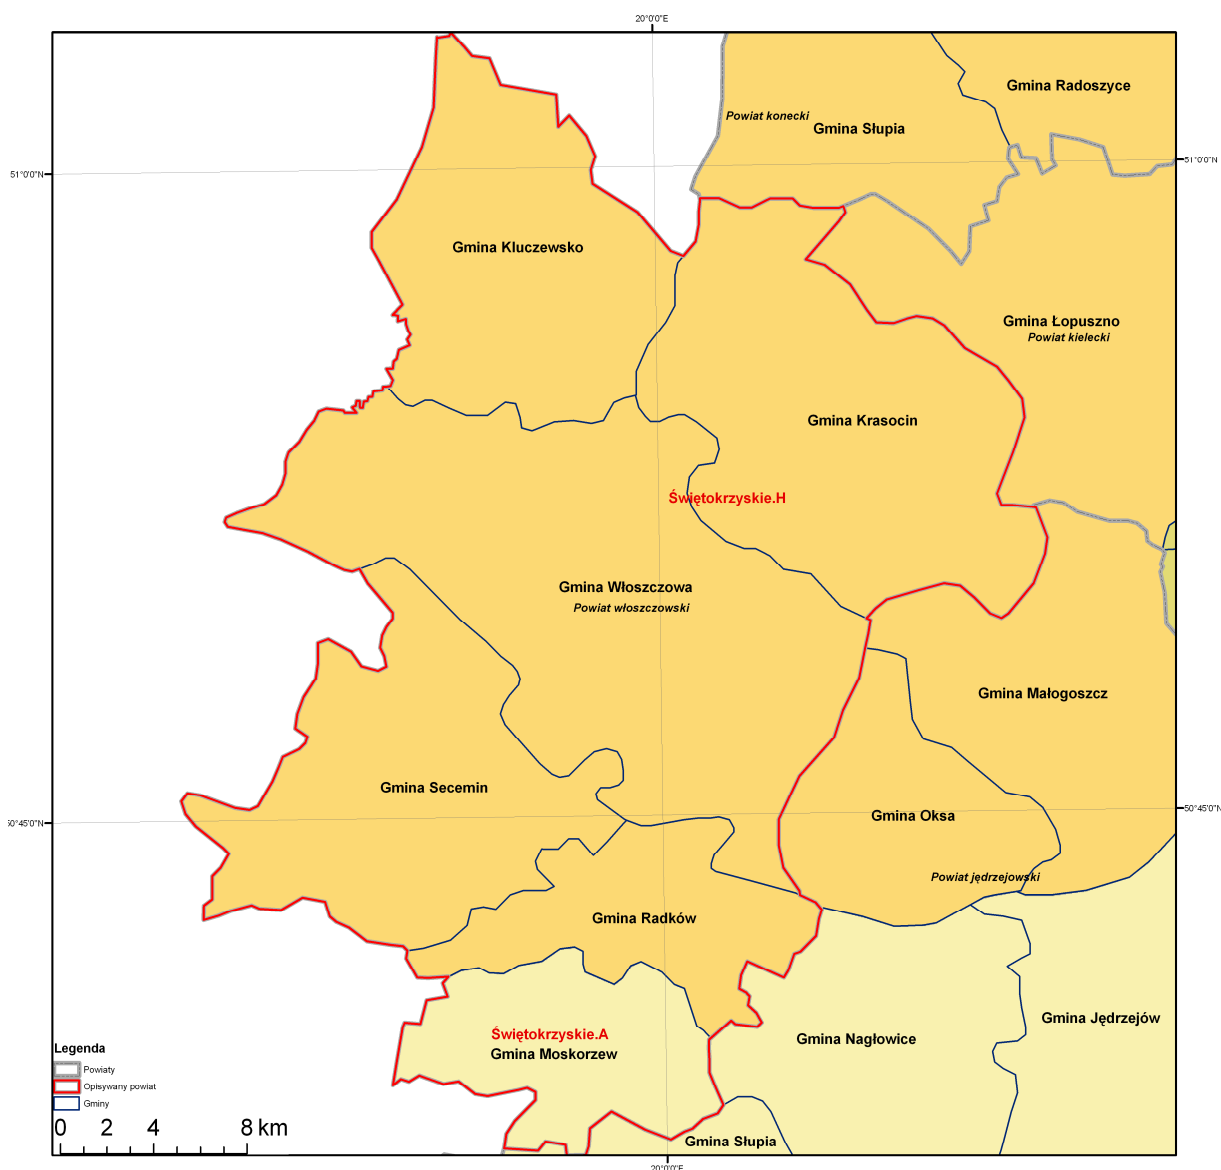 20°0'0"E
Gmina Radoszyce
Powiat konecki
Gmina Słupia
51°0'0"N
51°0'0"N
Gmina Kluczewsko
Gmina Łopuszno
Powiat kielecki
Gmina Krasocin
Świętokrzyskie.H
Gmina Włoszczowa
Powiat włoszczowski
Gmina Małogoszcz
Gmina Secemin
50°45'0"N
Gmina Oksa
50°45'0"N
Powiat jędrzejowski
Gmina Radków
Gmina Jędrzejów
Świętokrzyskie.A
Gmina Moskorzew
Gmina Nagłowice
Legenda
Powiaty
Opisywany powiat
Gminy
0 2 4 8 km
Gmina Słupia
20°0'0"E